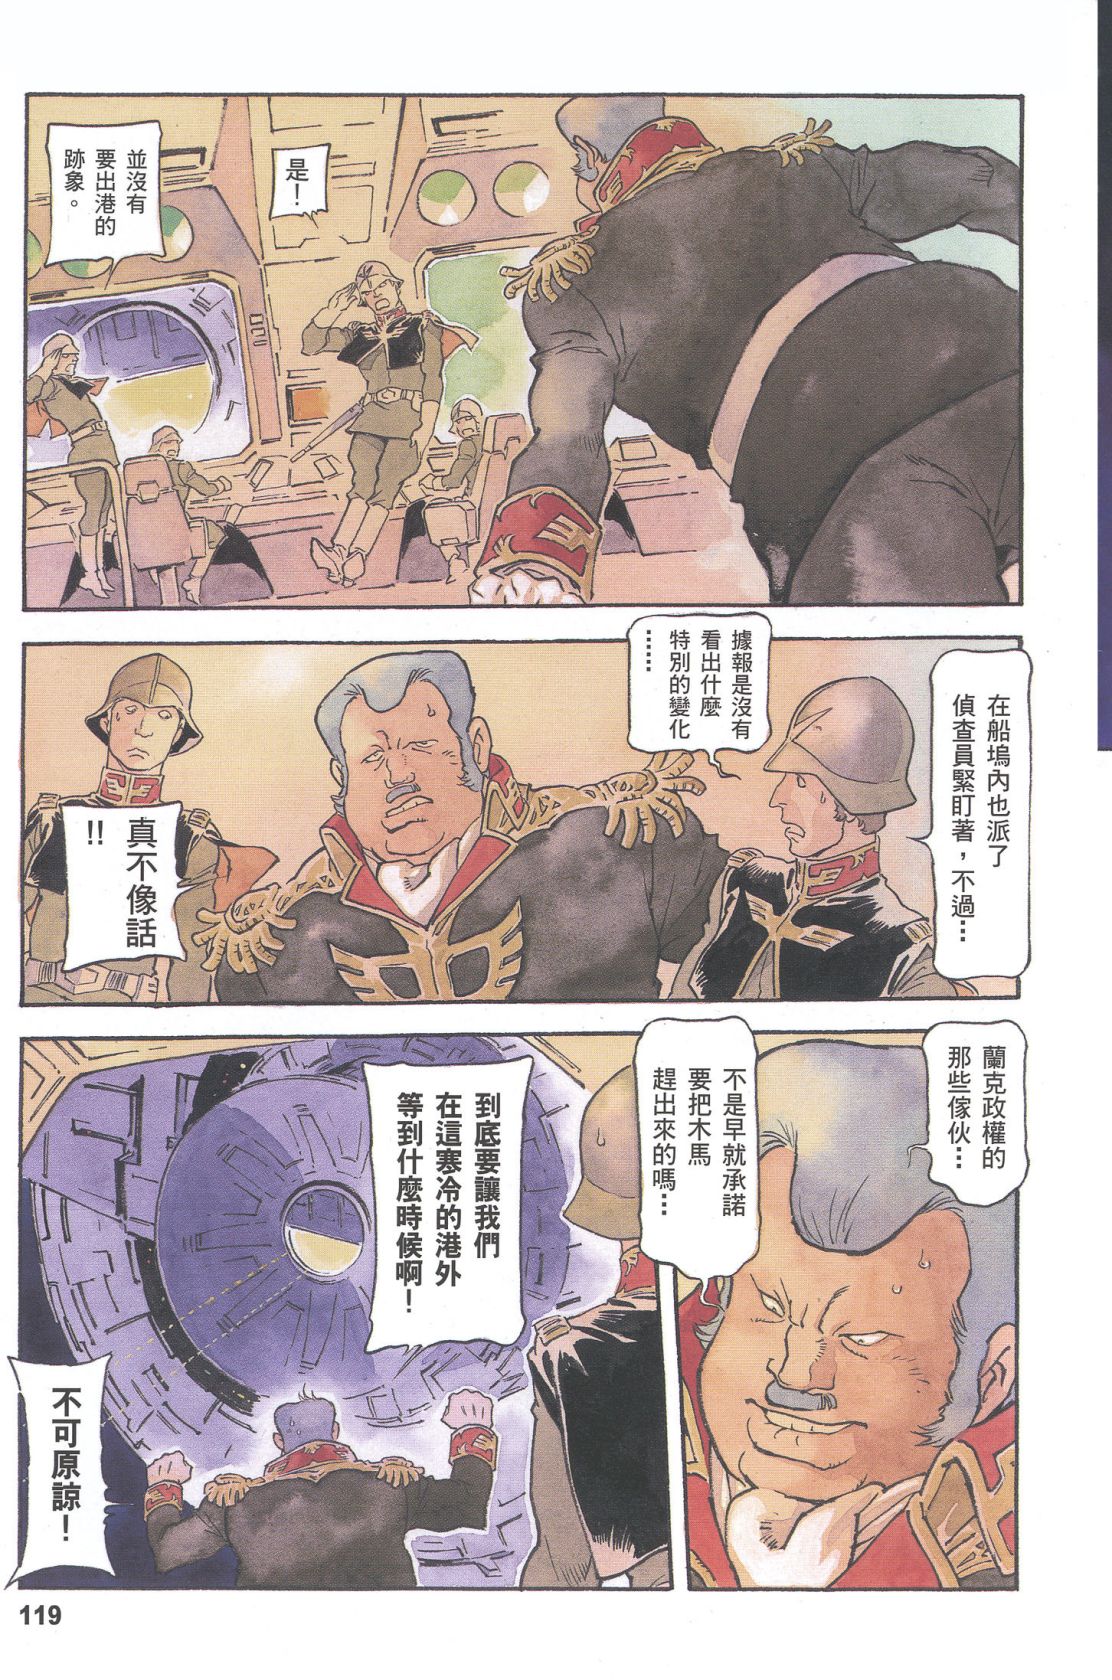 是！
並沒有
要出港的
跡象。
在船塢內也派了
偵查員緊盯著，不過…
據報是沒有
看出什麼
特別的變化
……
真不像話
!!
蘭克政權的
那些傢伙…
不是早就承諾
要把木馬
趕出來的嗎…
到底要讓我們
在這寒冷的港外
等到什麼時候啊！
不可原諒！
119